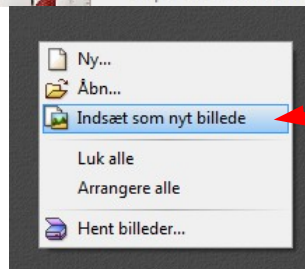 Ny...
Åbn...
Indsæt som nyt billede
Luk alle
Arrangere alle
Hent billeder...